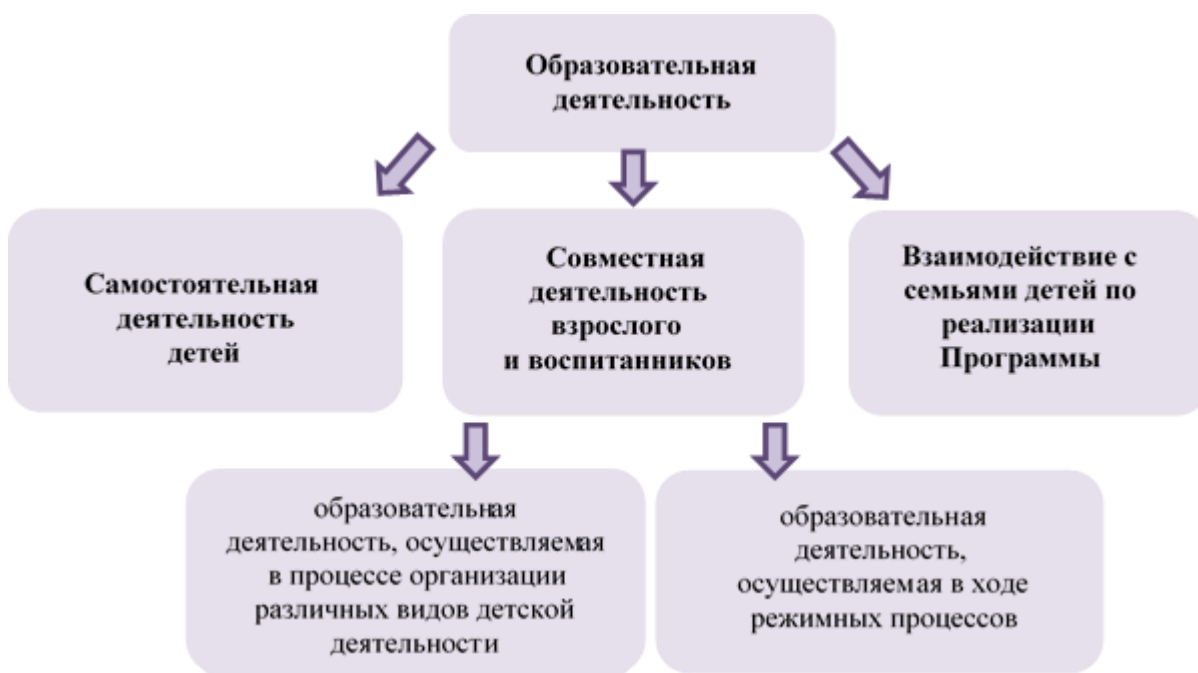 Образовательная
деятельность
Самостоятельная
деятельность
детей
Совместная
деятельность
взрослого
и воспитанников
Взаимодействие с
семьями детей по
реализации
Программы
образовательная
деятельность, осуществляемая
в процессе организации
различных видов детской
деятельности
образовательная
деятельность,
осуществляемая в ходе
режимных процессов